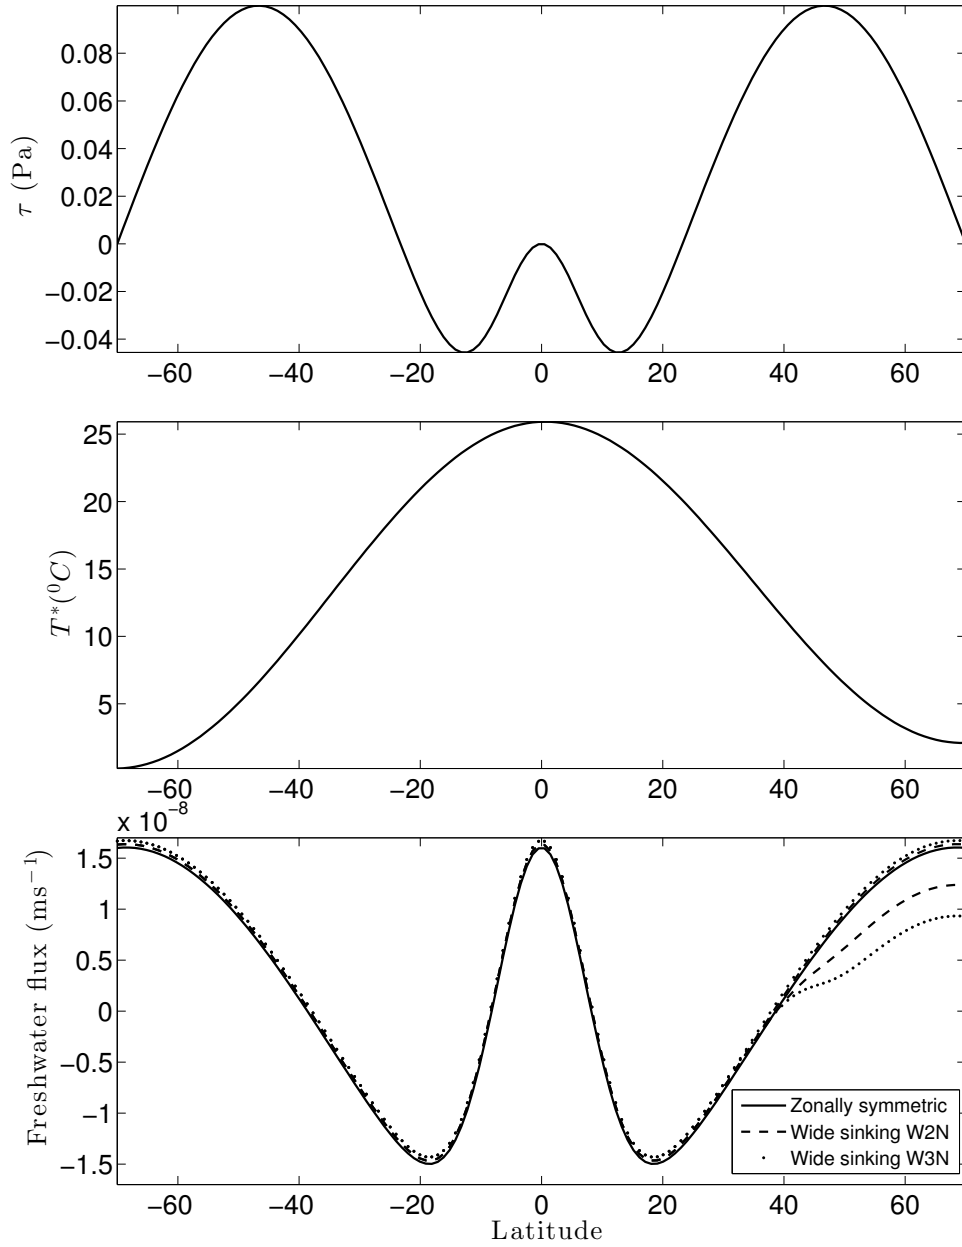 0.08
0.06
0.04
0.02
0
−0.02
−0.04
τ (Pa)
−60 −40 −20 0 20 40 60
25
20
15
10
5
T*(⁰C)
−60 −40 −20 0 20 40 60
x 10⁻⁸
1.5
1
0.5
0
−0.5
−1
−1.5
Freshwater flux (ms⁻¹)
Zonally symmetric
Wide sinking W2N
Wide sinking W3N
−60 −40 −20 0 20 40 60
Latitude